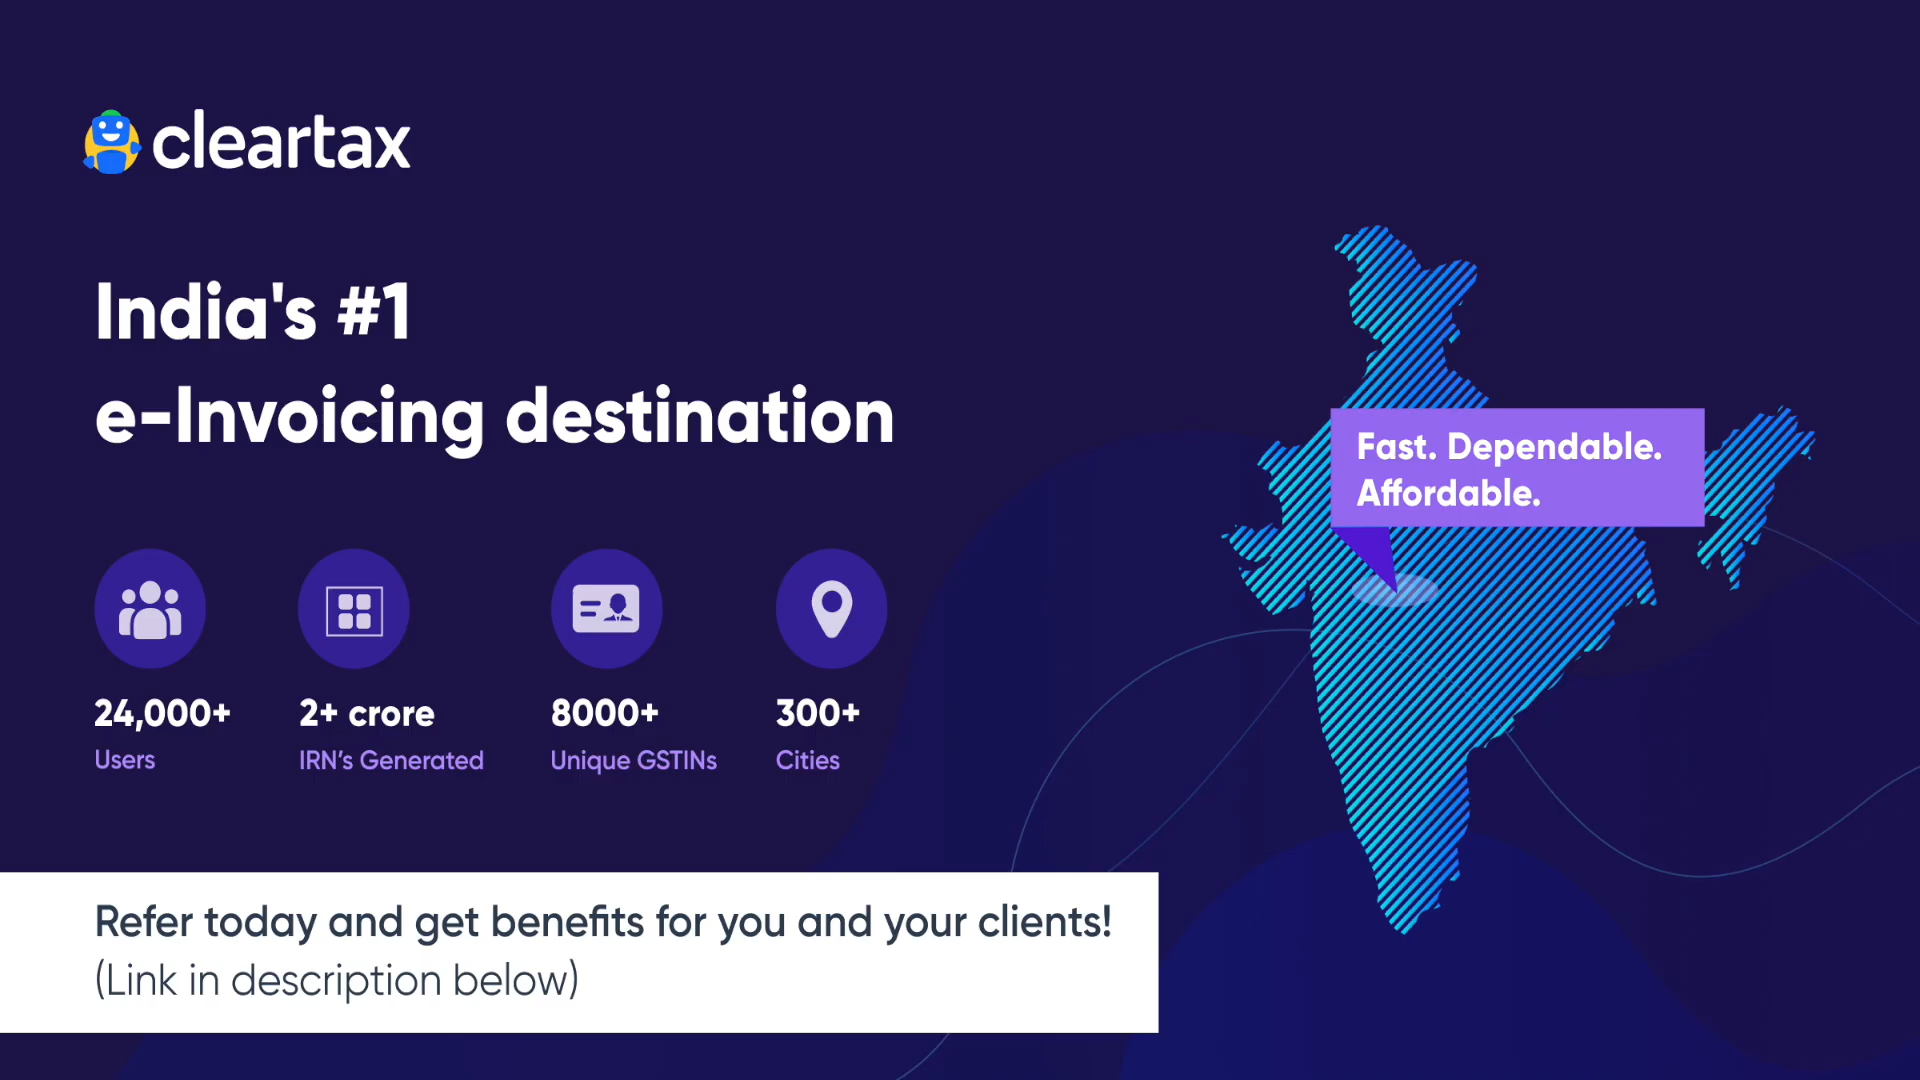 cleartax
India's #1
e-Invoicing destination
Fast. Dependable.
Affordable.
24,000+
Users
2+ crore
IRN’s Generated
8000+
Unique GSTINs
300+
Cities
Refer today and get benefits for you and your clients!
(Link in description below)